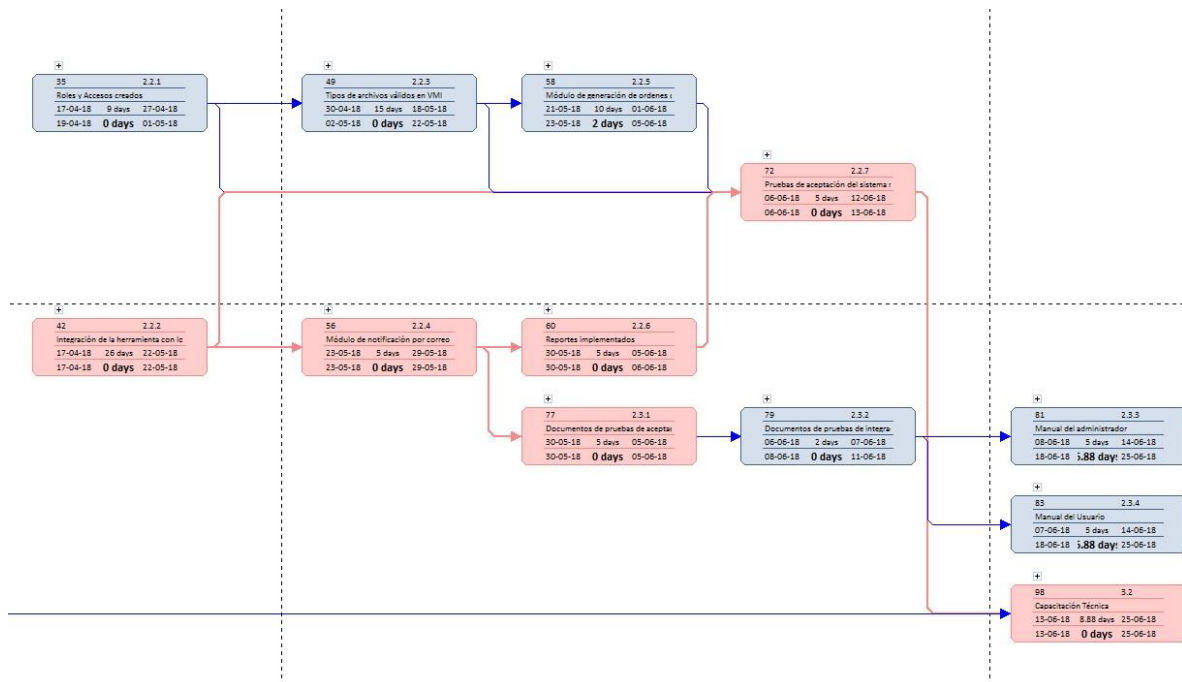 35 2.2.1
Roles y Accesos creados
17-04-18 9 days 27-04-18
19-04-18 0 days 01-05-18
49 2.2.3
Tipos de archivos válidos en VMI
30-04-18 15 days 18-05-18
02-05-18 0 days 22-05-18
58 2.2.5
Módulo de generación de ordenes
21-05-18 10 days 01-06-18
23-05-18 2 days 05-06-18
72 2.2.7
Pruebas de aceptación del sistema
06-06-18 5 days 12-06-18
06-06-18 0 days 13-06-18
42 2.2.2
Integración de la herramienta con
17-04-18 26 days 22-05-18
17-04-18 0 days 22-05-18
56 2.2.4
Módulo de notificación por correo
23-05-18 5 days 29-05-18
23-05-18 0 days 29-05-18
60 2.2.6
Reportes implementados
30-05-18 5 days 05-06-18
30-05-18 0 days 06-06-18
77 2.3.1
Documentos de pruebas de acepta
30-05-18 5 days 05-06-18
30-05-18 0 days 05-06-18
79 2.3.2
Documentos de pruebas de integra
06-06-18 2 days 07-06-18
08-06-18 0 days 11-06-18
81 2.3.3
Manual del administrador
08-06-18 5 days 14-06-18
18-06-18 .88 day 25-06-18
83 2.3.4
Manual del Usuario
07-06-18 5 days 14-06-18
18-06-18 .88 day 25-06-18
98 3.2
Capacitación Técnica
13-06-18 8.88 days 25-06-18
13-06-18 0 days 25-06-18